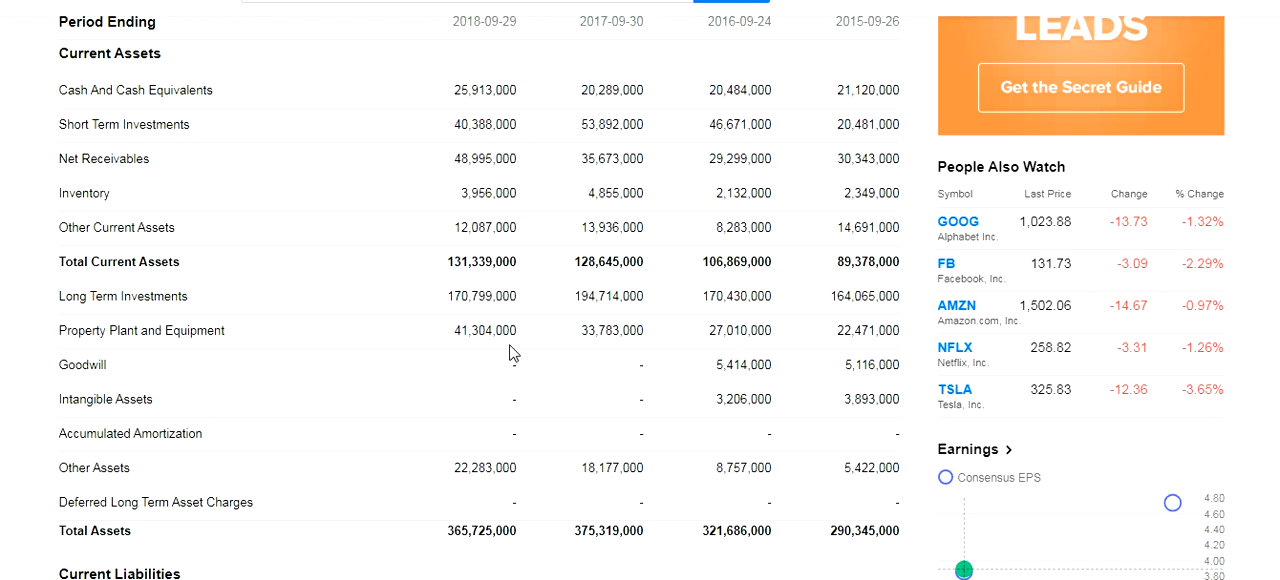 Period Ending 2018-09-29 2017-09-30 2016-09-24 2015-09-26
Current Assets
Cash And Cash Equivalents 25,913,000 20,289,000 20,484,000 21,120,000
Short Term Investments 40,388,000 53,892,000 46,671,000 20,481,000
Net Receivables 48,995,000 35,673,000 29,299,000 30,343,000
Inventory 3,956,000 4,855,000 2,132,000 2,349,000
Other Current Assets 12,087,000 13,936,000 8,283,000 14,691,000
Total Current Assets 131,339,000 128,645,000 106,869,000 89,378,000
Long Term Investments 170,799,000 194,714,000 170,430,000 164,065,000
Property Plant and Equipment 41,304,000 33,783,000 27,010,000 22,471,000
Goodwill - - 5,414,000 5,116,000
Intangible Assets - - 3,206,000 3,893,000
Accumulated Amortization - - - -
Other Assets 22,283,000 18,177,000 8,757,000 5,422,000
Deferred Long Term Asset Charges - - - -
Total Assets 365,725,000 375,319,000 321,686,000 290,345,000
Current Liabilities
LEADS
Get the Secret Guide
People Also Watch
Symbol Last Price Change % Change
GOOG 1,023.88 -13.73 -1.32%
Alphabet Inc.
FB 131.73 -3.09 -2.29%
Facebook, Inc.
AMZN 1,502.06 -14.67 -0.97%
Amazon.com, Inc.
NFLX 258.82 -3.31 -1.26%
Netflix, Inc.
TSLA 325.83 -12.36 -3.65%
Tesla, Inc.
Earnings >
Consensus EPS
4.80
4.60
4.40
4.20
4.00
3.80